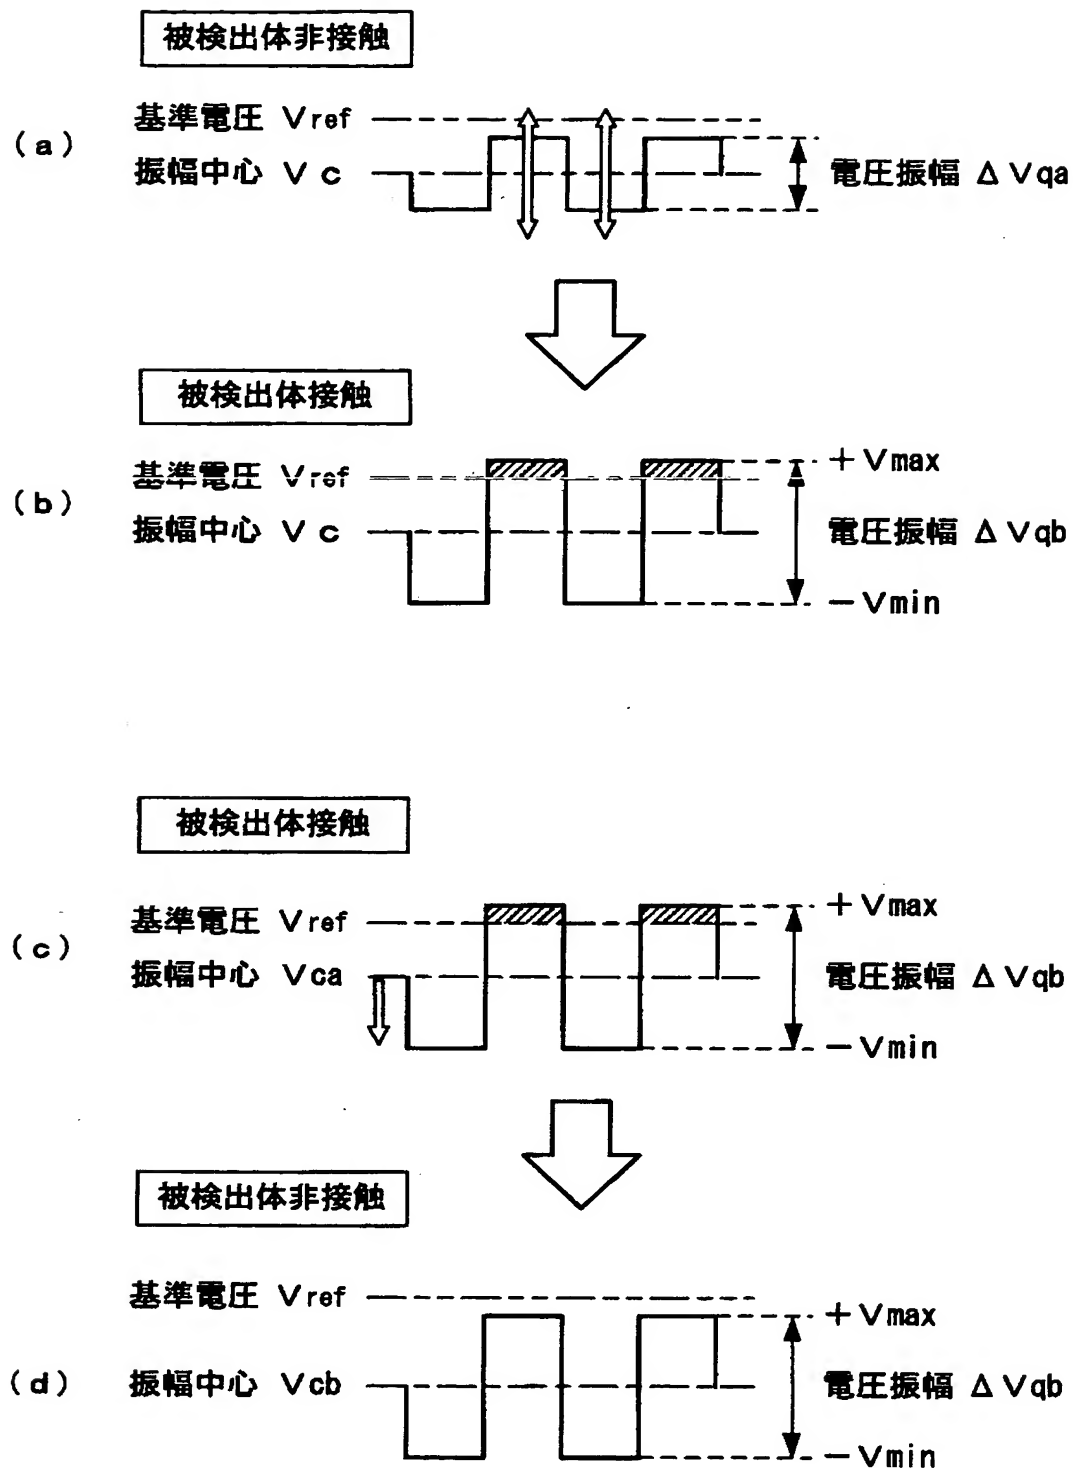 被検出体非接触
(a)
基準電圧 Vref
振幅中心 Vc
電圧振幅 ΔVqa
被検出体接触
(b)
基準電圧 Vref
振幅中心 Vc
+Vmax
電圧振幅 ΔVqb
-Vmin
被検出体接触
(c)
基準電圧 Vref
振幅中心 Vca
+Vmax
電圧振幅 ΔVqb
-Vmin
被検出体非接触
(d)
基準電圧 Vref
振幅中心 Vcb
+Vmax
電圧振幅 ΔVqb
-Vmin